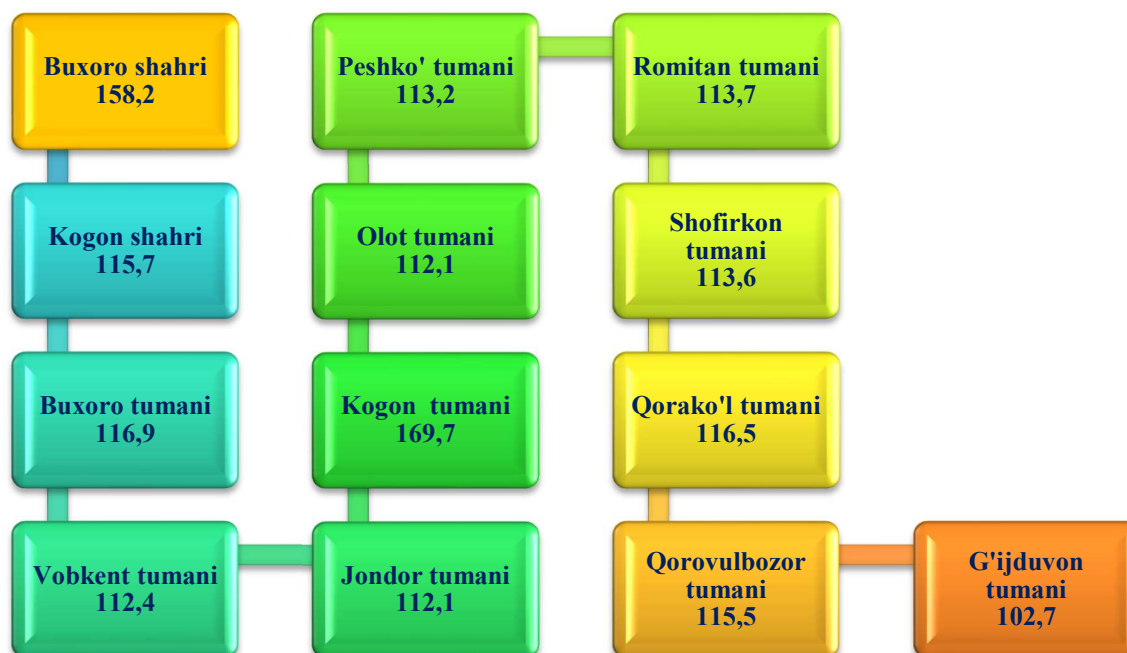 Buxoro shahri
158,2
Kogon shahri
115,7
Buxoro tumani
116,9
Vobkent tumani
112,4
Jondor tumani
112,1
Kogon tumani
169,7
Olot tumani
112,1
Peshko' tumani
113,2
Romitan tumani
113,7
Shofirkon
tumani
113,6
Qorako'l tumani
116,5
Qorovulbozor
tumani
115,5
G'ijduvon
tumani
102,7